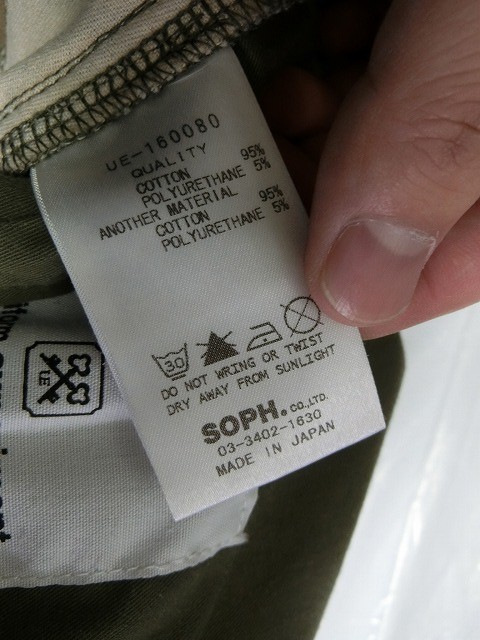 UE-160080
QUALITY
COTTON 95%
POLYURETHANE 5%
ANOTHER MATERIAL
COTTON 95%
POLYURETHANE 5%
30
DO NOT WRING OR TWIST
DRY AWAY FROM SUNLIGHT
SOPH. CO.,LTD.
03-3402-1630
MADE IN JAPAN
UE